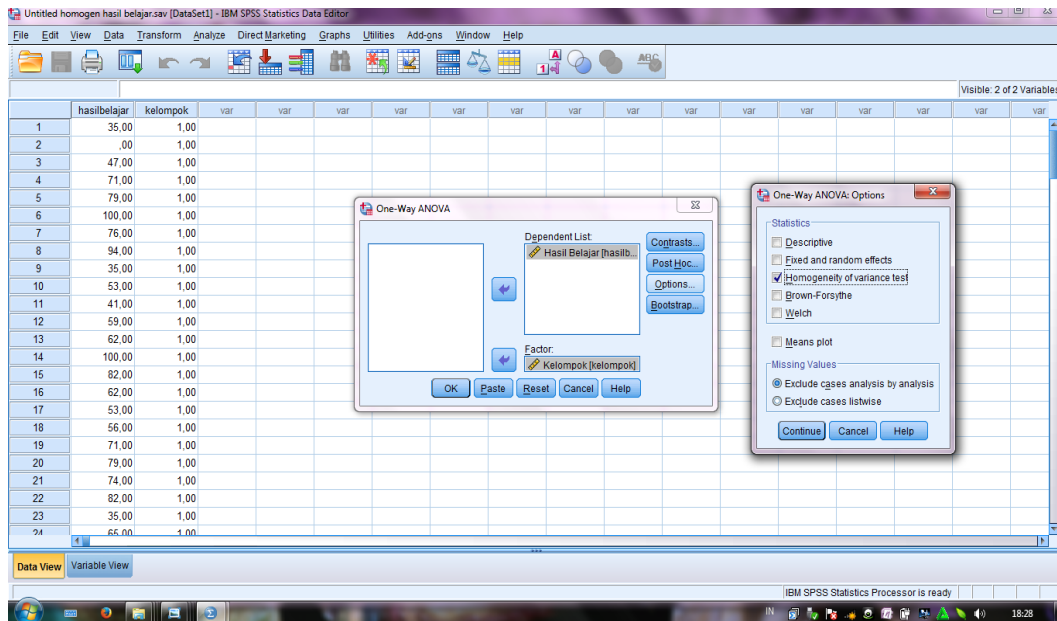 Untitled homogen hasil belajar.sav [DataSet1] - IBM SPSS Statistics Data Editor
File Edit View Data Transform Analyze Direct Marketing Graphs Utilities Add-ons Window Help
Visible: 2 of 2 Variables
hasilbelajar kelompok var var var var var var var var var var var var var var var
1 35,00 1,00
2 ,00 1,00
3 47,00 1,00
4 71,00 1,00
5 79,00 1,00
6 100,00 1,00
7 76,00 1,00
8 94,00 1,00
9 35,00 1,00
10 53,00 1,00
11 41,00 1,00
12 59,00 1,00
13 62,00 1,00
14 100,00 1,00
15 82,00 1,00
16 62,00 1,00
17 53,00 1,00
18 56,00 1,00
19 71,00 1,00
20 79,00 1,00
21 74,00 1,00
22 82,00 1,00
23 35,00 1,00
24 65,00 1,00
One-Way ANOVA
Dependent List:
Hasil Belajar [hasilb...
Factor:
Kelompok [kelompok]
Contrasts...
Post Hoc...
Options...
Bootstrap...
OK Paste Reset Cancel Help
One-Way ANOVA: Options
Statistics
Descriptive
Fixed and random effects
Homogeneity of variance test
Brown-Forsythe
Welch
Means plot
Missing Values
Exclude cases analysis by analysis
Exclude cases listwise
Continue Cancel Help
Data View Variable View
IBM SPSS Statistics Processor is ready
IN 18:28